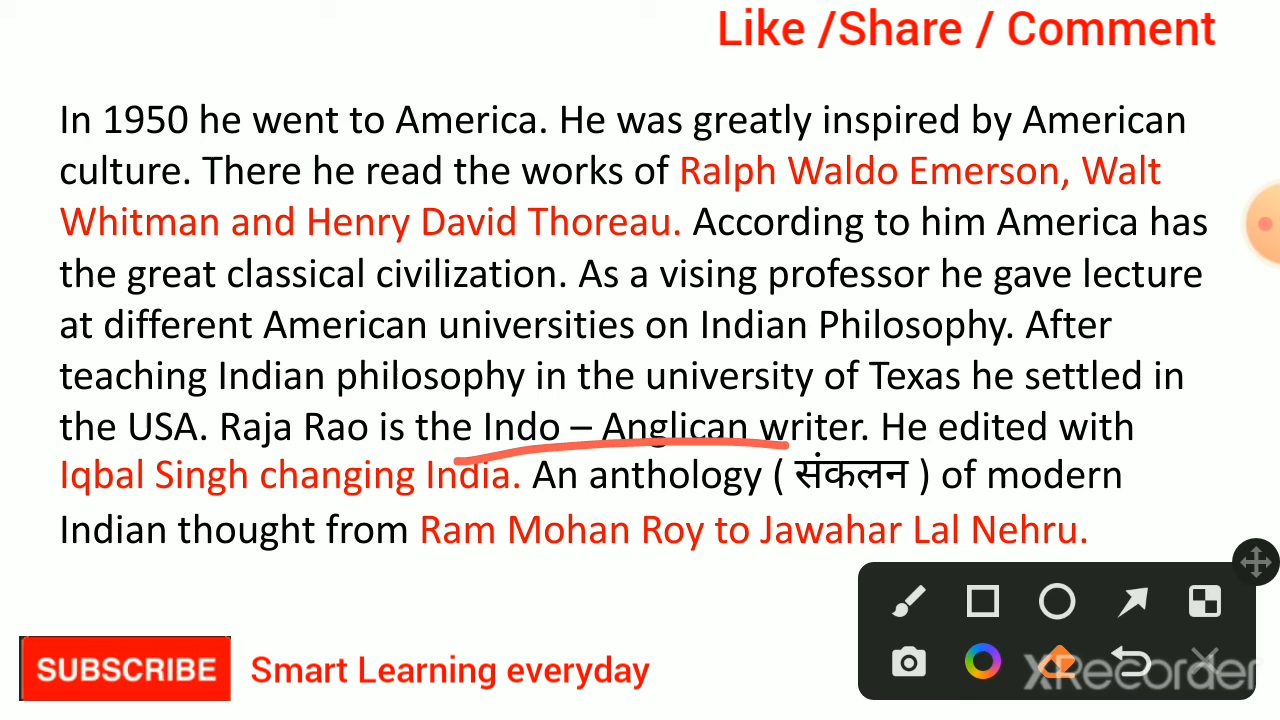 Like /Share / Comment
In 1950 he went to America. He was greatly inspired by American
culture. There he read the works of Ralph Waldo Emerson, Walt
Whitman and Henry David Thoreau. According to him America has
the great classical civilization. As a vising professor he gave lecture
at different American universities on Indian Philosophy. After
teaching Indian philosophy in the university of Texas he settled in
the USA. Raja Rao is the Indo – Anglican writer. He edited with
Iqbal Singh changing India. An anthology ( संकलन ) of modern
Indian thought from Ram Mohan Roy to Jawahar Lal Nehru.
SUBSCRIBE Smart Learning everyday
XRecorder